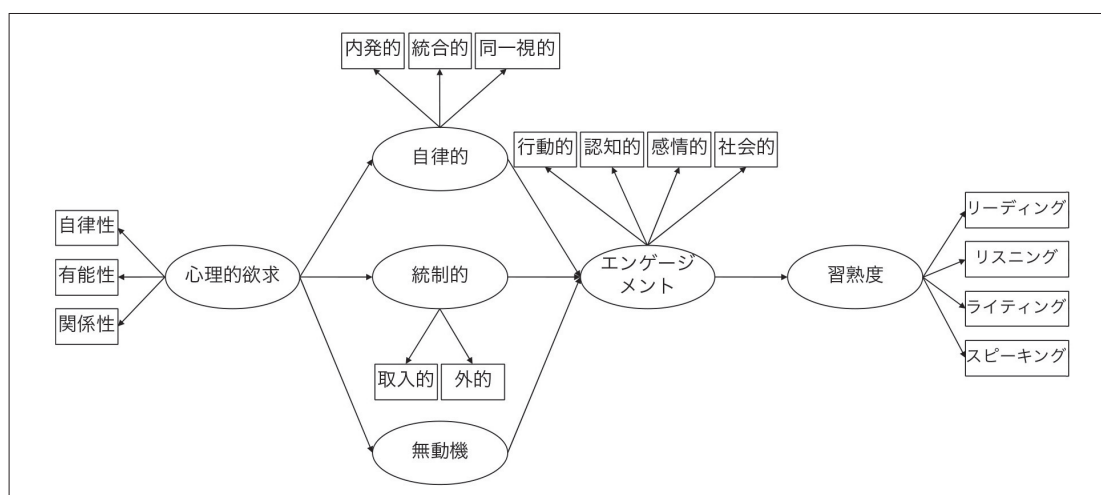 内発的
統合的
同一視的
自律的
行動的
認知的
感情的
社会的
自律性
有能性
関係性
心理的欲求
統制的
エンゲージ
メント
習熟度
リーディング
リスニング
ライティング
スピーキング
取入的
外的
無動機